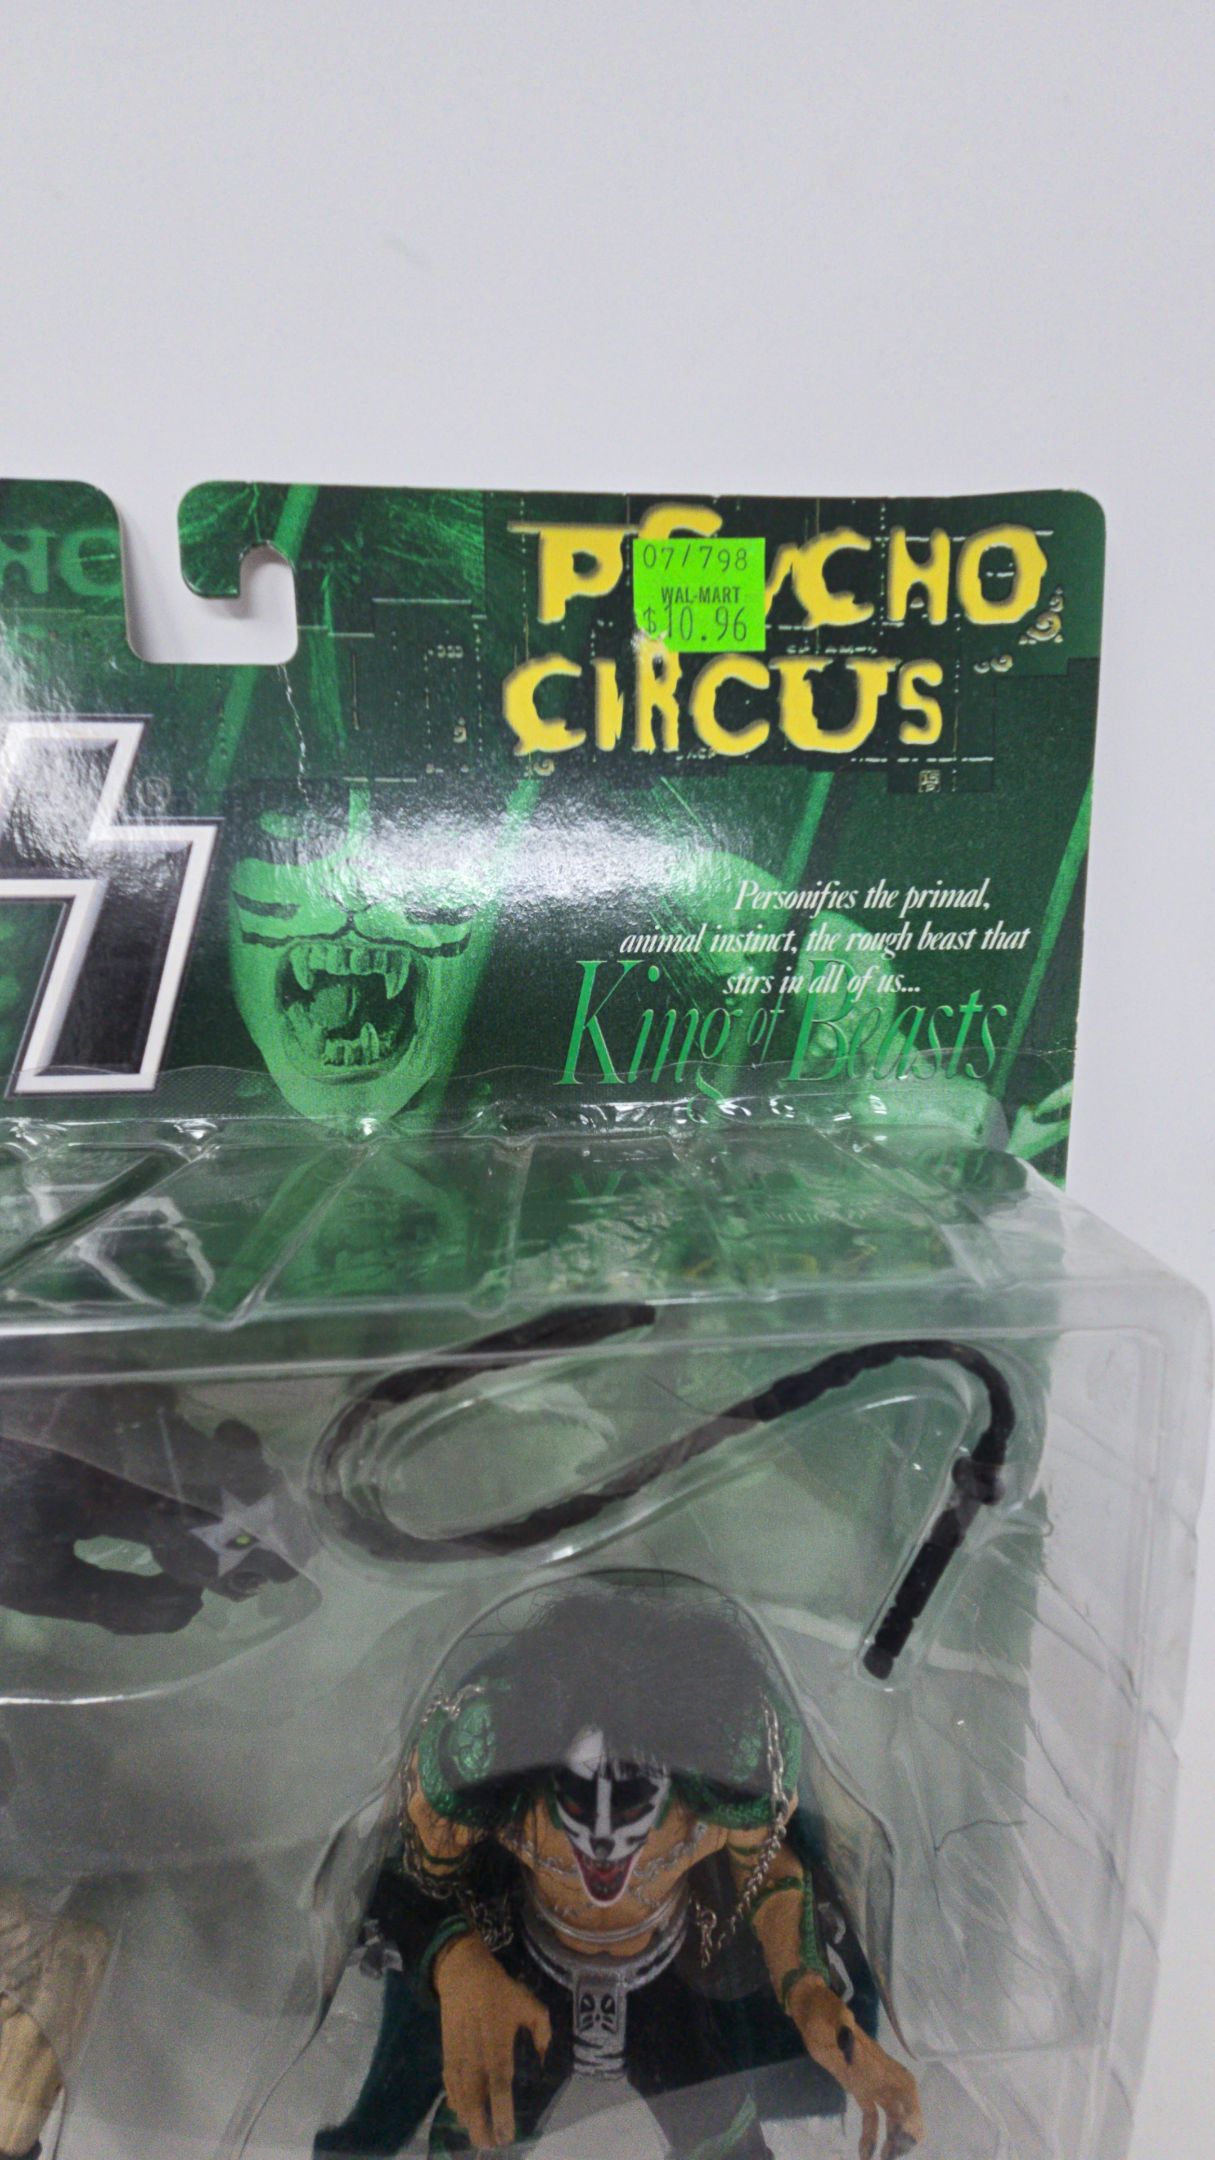 HO
PSYCHO
07/798
WAL-MART
$10.96
CIRCUS
®
Personifies the primal,
animal instinct, the rough beast that
stirs in all of us...
King of Beasts